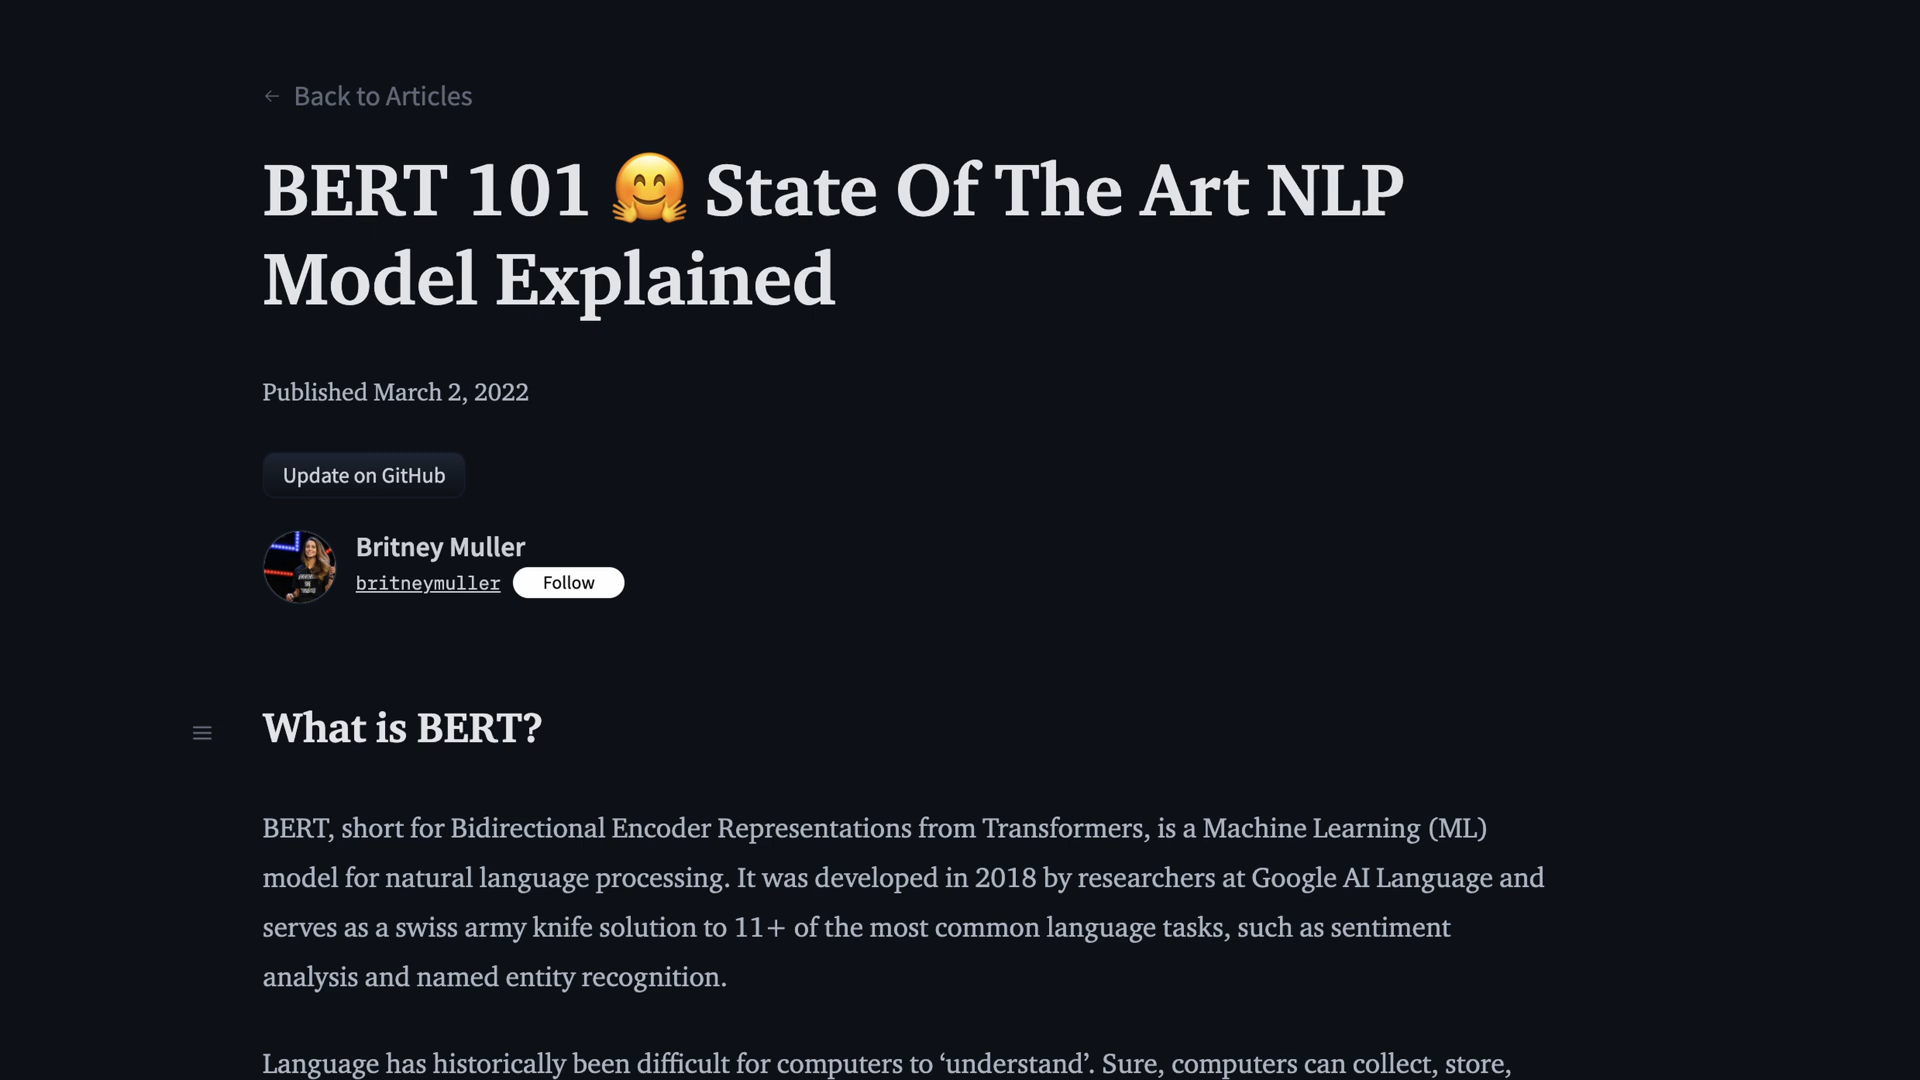 ← Back to Articles
BERT 101 🤗 State Of The Art NLP
Model Explained
Published March 2, 2022
Update on GitHub
Britney Muller
britneymuller Follow
What is BERT?
BERT, short for Bidirectional Encoder Representations from Transformers, is a Machine Learning (ML)
model for natural language processing. It was developed in 2018 by researchers at Google AI Language and
serves as a swiss army knife solution to 11+ of the most common language tasks, such as sentiment
analysis and named entity recognition.
Language has historically been difficult for computers to ‘understand’. Sure, computers can collect, store,